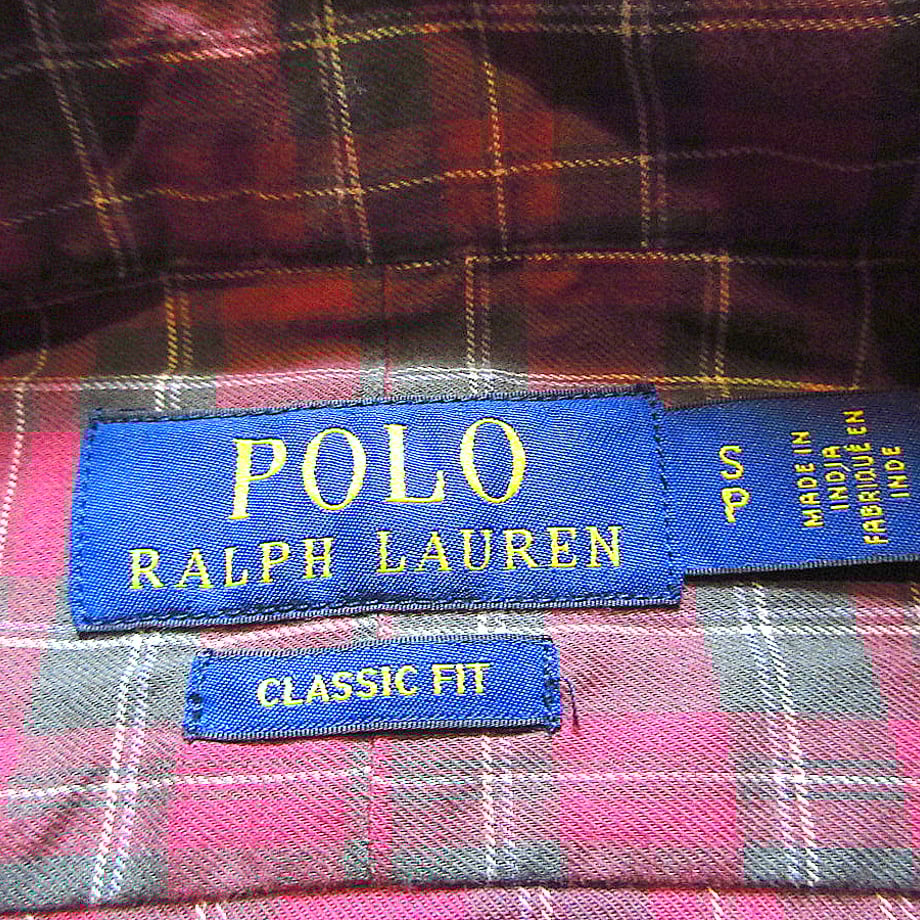 POLO
RALPH LAUREN
CLASSIC FIT
S
P
MADE IN
INDIA
FABRIQUÉ EN
INDE